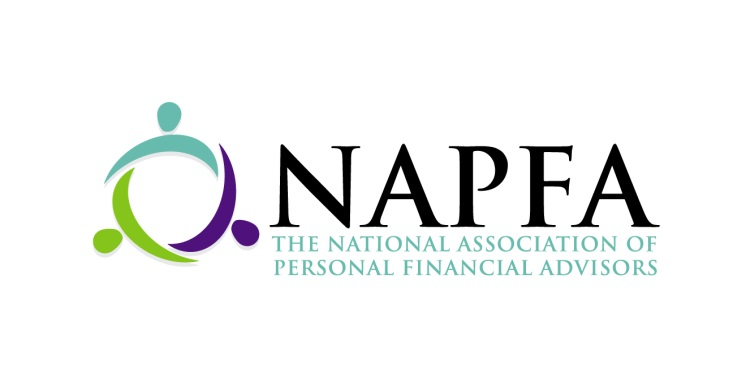 NAPFA
THE NATIONAL ASSOCIATION OF
PERSONAL FINANCIAL ADVISORS